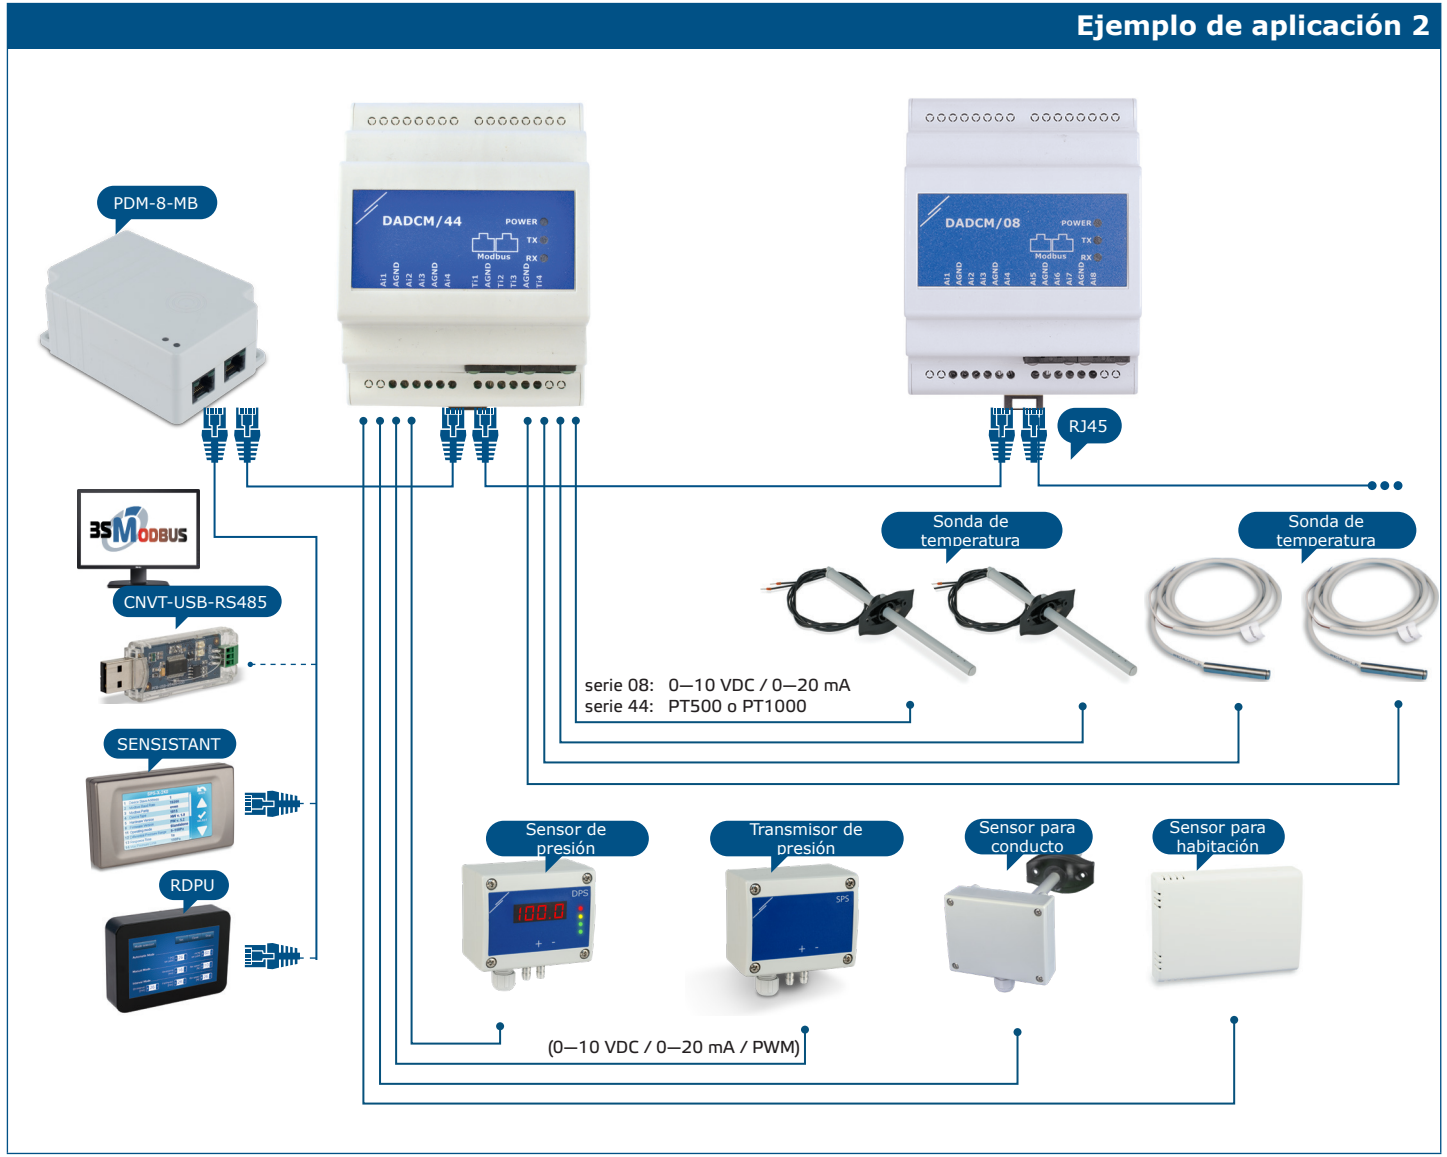 Ejemplo de aplicación 2
PDM-8-MB
DADCM/44
POWER
TX
RX
Modbus
Ai1
AGND
Ai2
Ai3
AGND
Ai4
Ti1
AGND
Ti2
Ti3
AGND
Ti4
DADCM/08
POWER
TX
RX
Modbus
Ai1
AGND
Ai2
Ai3
AGND
Ai4
Ai5
AGND
Ai6
Ai7
AGND
Ai8
RJ45
3SMODBUS
CNVT-USB-RS485
Sonda de
temperatura
Sonda de
temperatura
serie 08: 0—10 VDC / 0—20 mA
serie 44: PT500 o PT1000
SENSISTANT
RDPU
Sensor de
presión
Transmisor de
presión
Sensor para
conducto
Sensor para
habitación
DPS
100.0
+ -
SPS
+ -
(0—10 VDC / 0—20 mA / PWM)